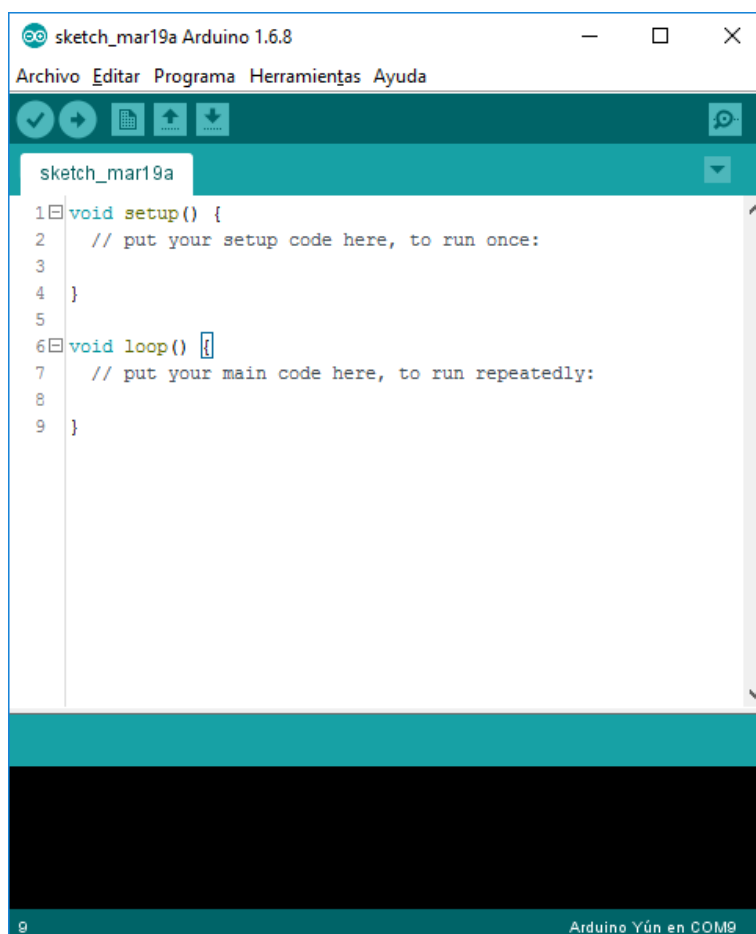 sketch_mar19a Arduino 1.6.8
Archivo Editar Programa Herramientas Ayuda
sketch_mar19a
1 void setup() {
2   // put your setup code here, to run once:
3
4 }
5
6 void loop() {
7   // put your main code here, to run repeatedly:
8
9 }
9 Arduino Yún en COM9